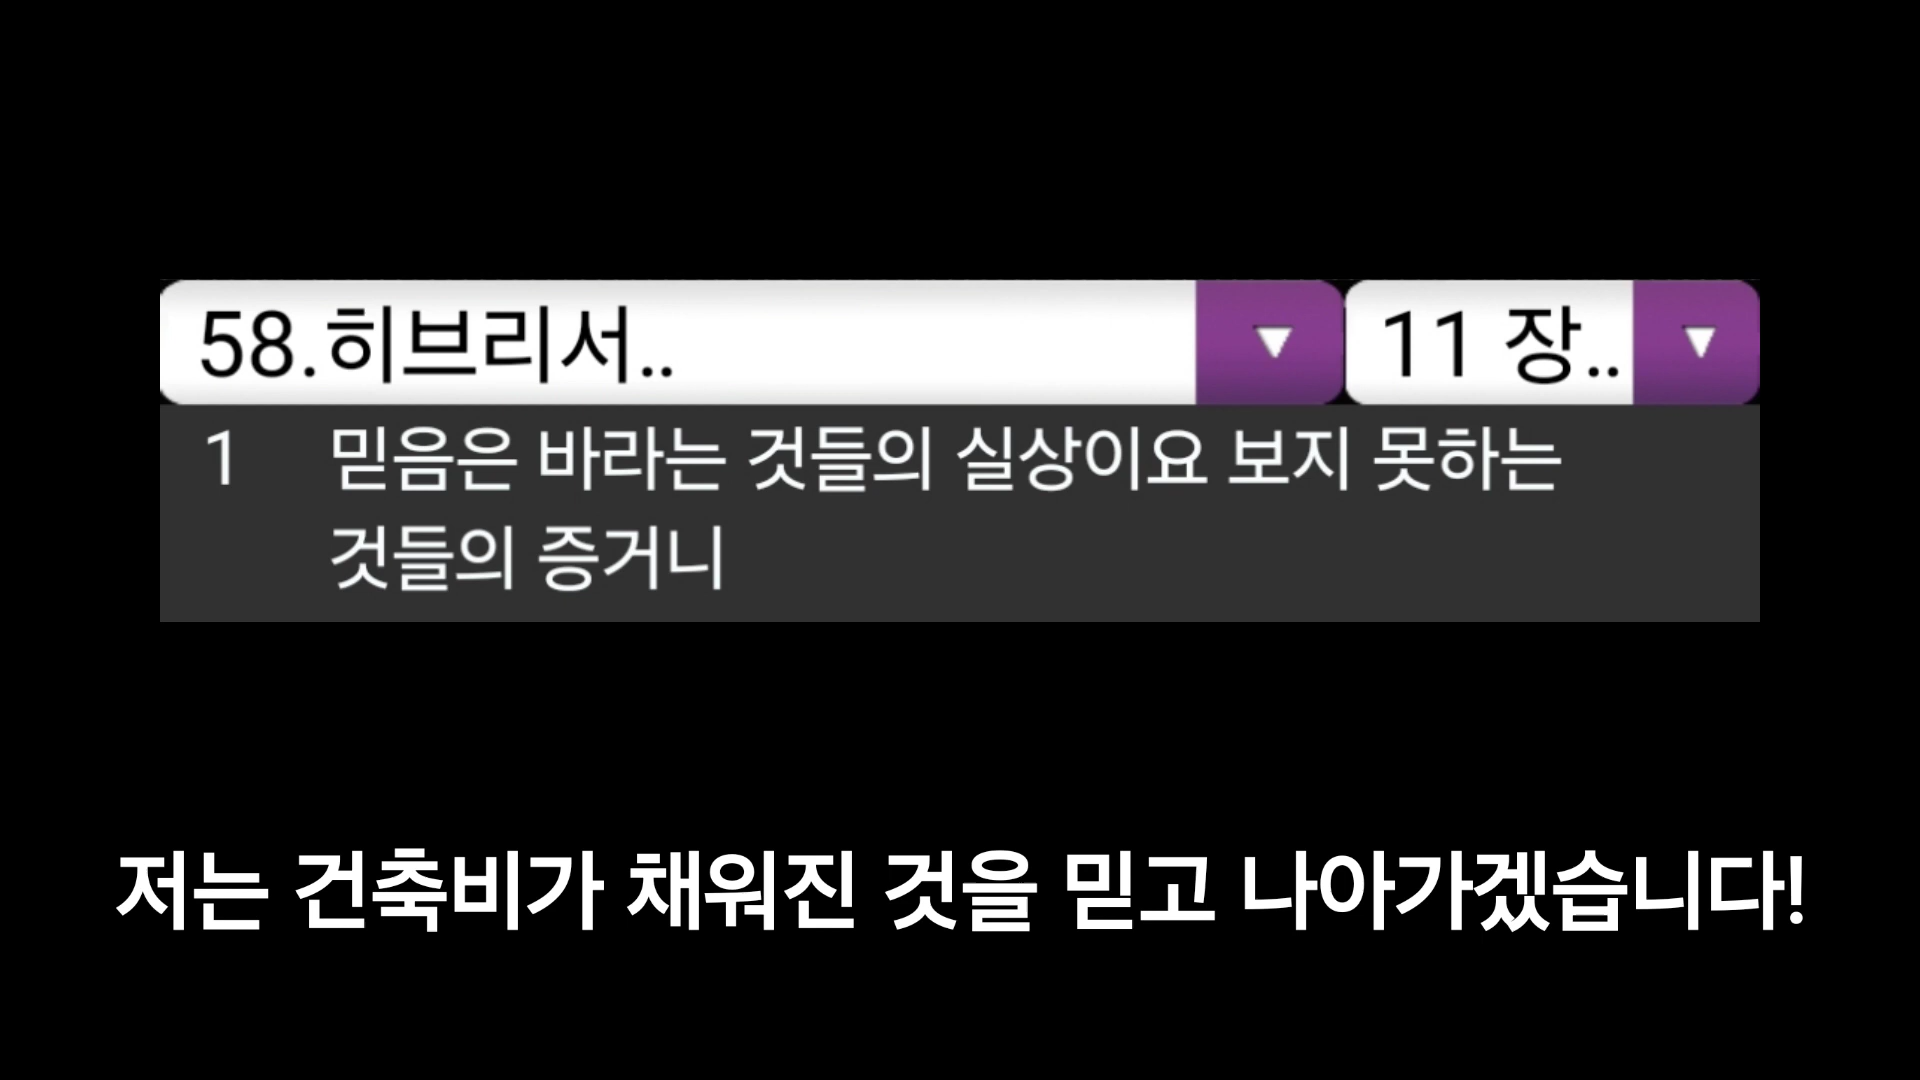 58.히브리서.. 11 장..
1 믿음은 바라는 것들의 실상이요 보지 못하는
것들의 증거니
저는 건축비가 채워진 것을 믿고 나아가겠습니다!